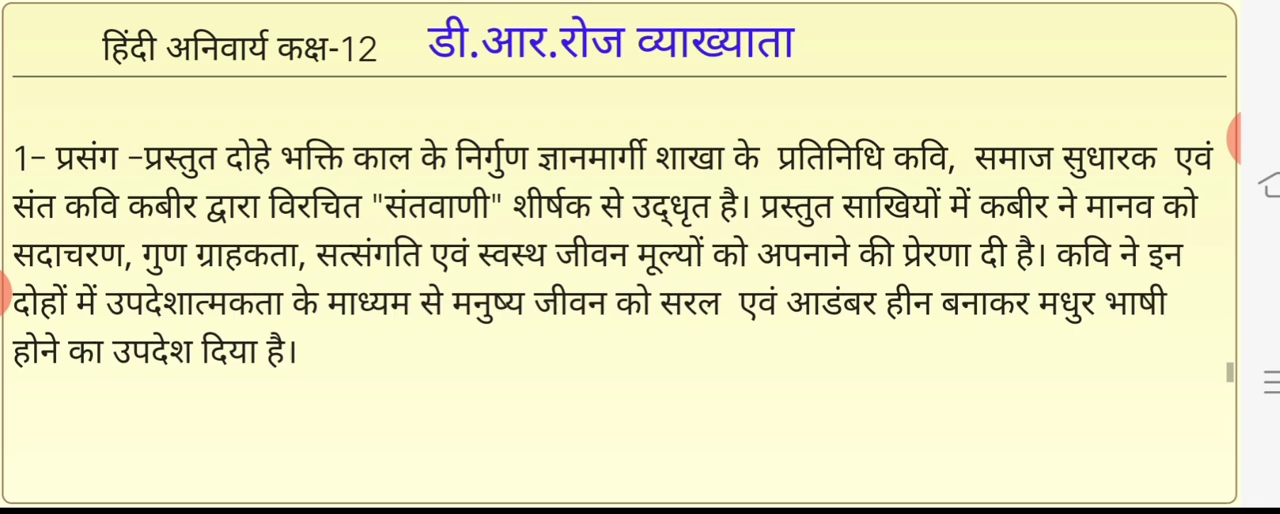 हिंदी अनिवार्य कक्ष-12 डी.आर.रोज व्याख्याता
1- प्रसंग -प्रस्तुत दोहे भक्ति काल के निर्गुण ज्ञानमार्गी शाखा के प्रतिनिधि कवि, समाज सुधारक एवं
संत कवि कबीर द्वारा विरचित "संतवाणी" शीर्षक से उद्धृत है। प्रस्तुत साखियों में कबीर ने मानव को
सदाचरण, गुण ग्राहकता, सत्संगति एवं स्वस्थ जीवन मूल्यों को अपनाने की प्रेरणा दी है। कवि ने इन
दोहों में उपदेशात्मकता के माध्यम से मनुष्य जीवन को सरल एवं आडंबर हीन बनाकर मधुर भाषी
होने का उपदेश दिया है।